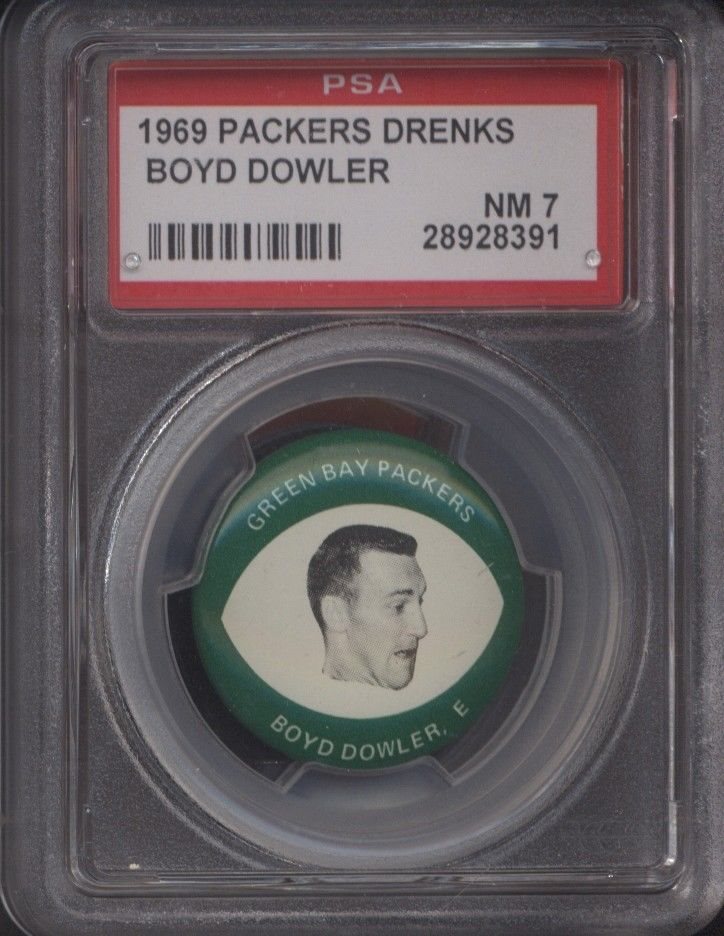 PSA
1969 PACKERS DRENKS
BOYD DOWLER
NM 7
28928391
GREEN BAY PACKERS
BOYD DOWLER, E